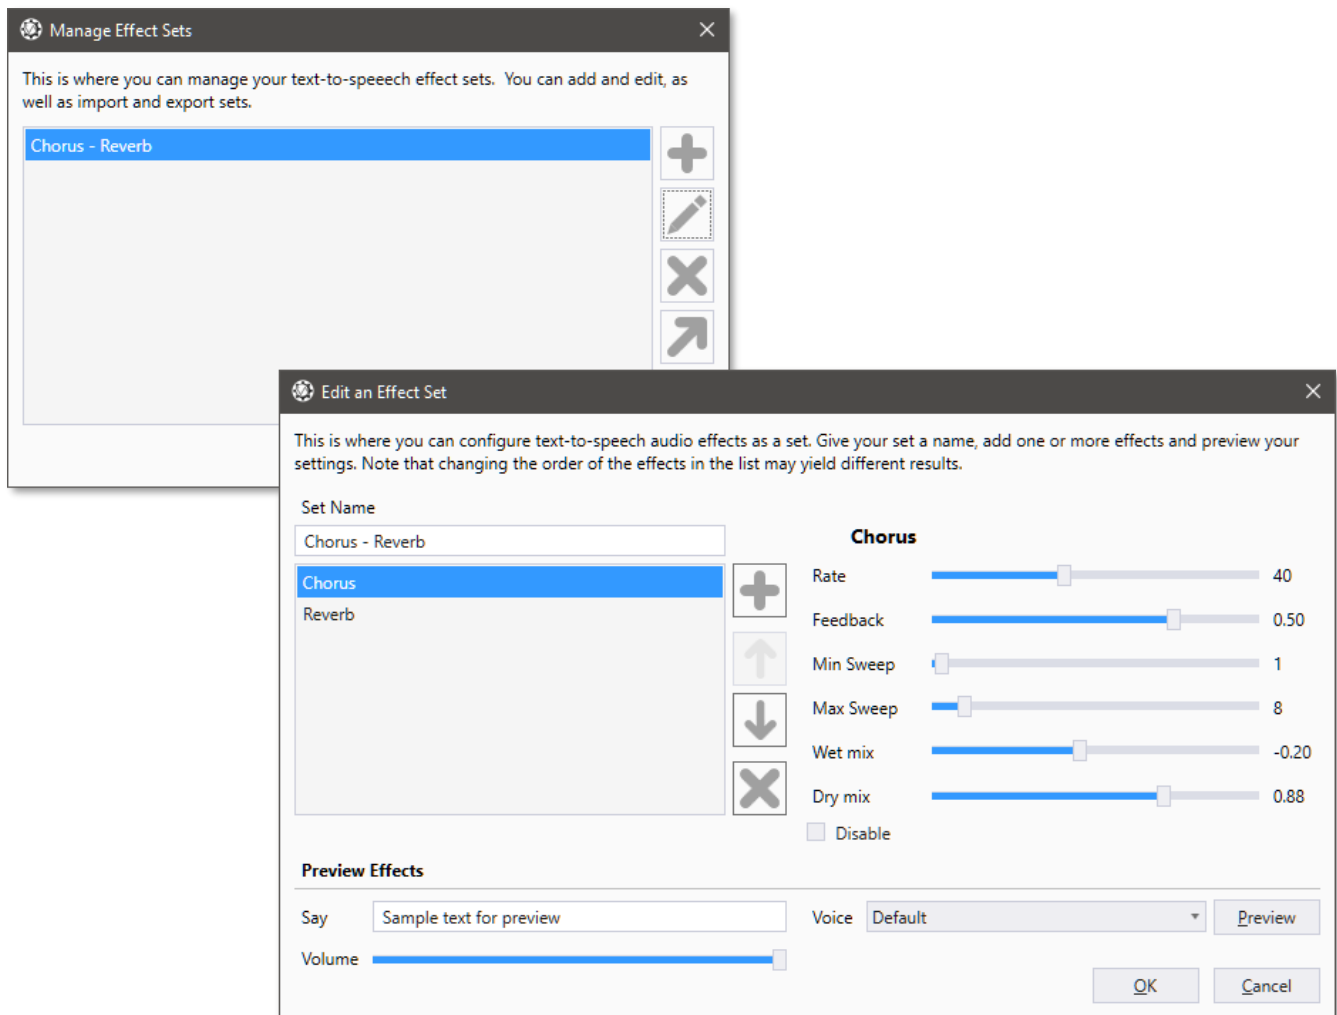 Manage Effect Sets
This is where you can manage your text-to-speeech effect sets.  You can add and edit, as
well as import and export sets.
Chorus - Reverb
Edit an Effect Set
This is where you can configure text-to-speech audio effects as a set. Give your set a name, add one or more effects and preview your
settings. Note that changing the order of the effects in the list may yield different results.
Set Name
Chorus - Reverb
Chorus
Reverb
Chorus
Rate 40
Feedback 0.50
Min Sweep 1
Max Sweep 8
Wet mix -0.20
Dry mix 0.88
Disable
Preview Effects
Say Sample text for preview Voice Default Preview
Volume
OK Cancel